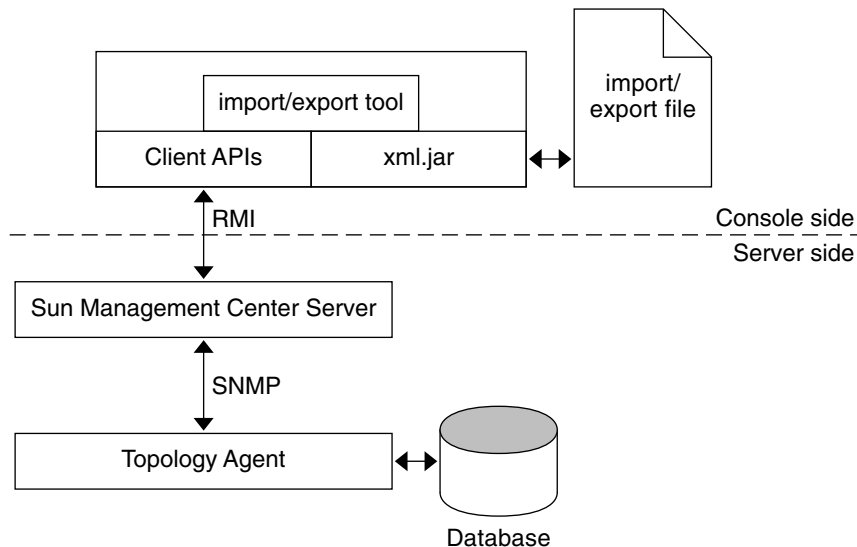 import/
export file
import/export tool
Client APIs
xml.jar
RMI
Console side
Server side
Sun Management Center Server
SNMP
Topology Agent
Database